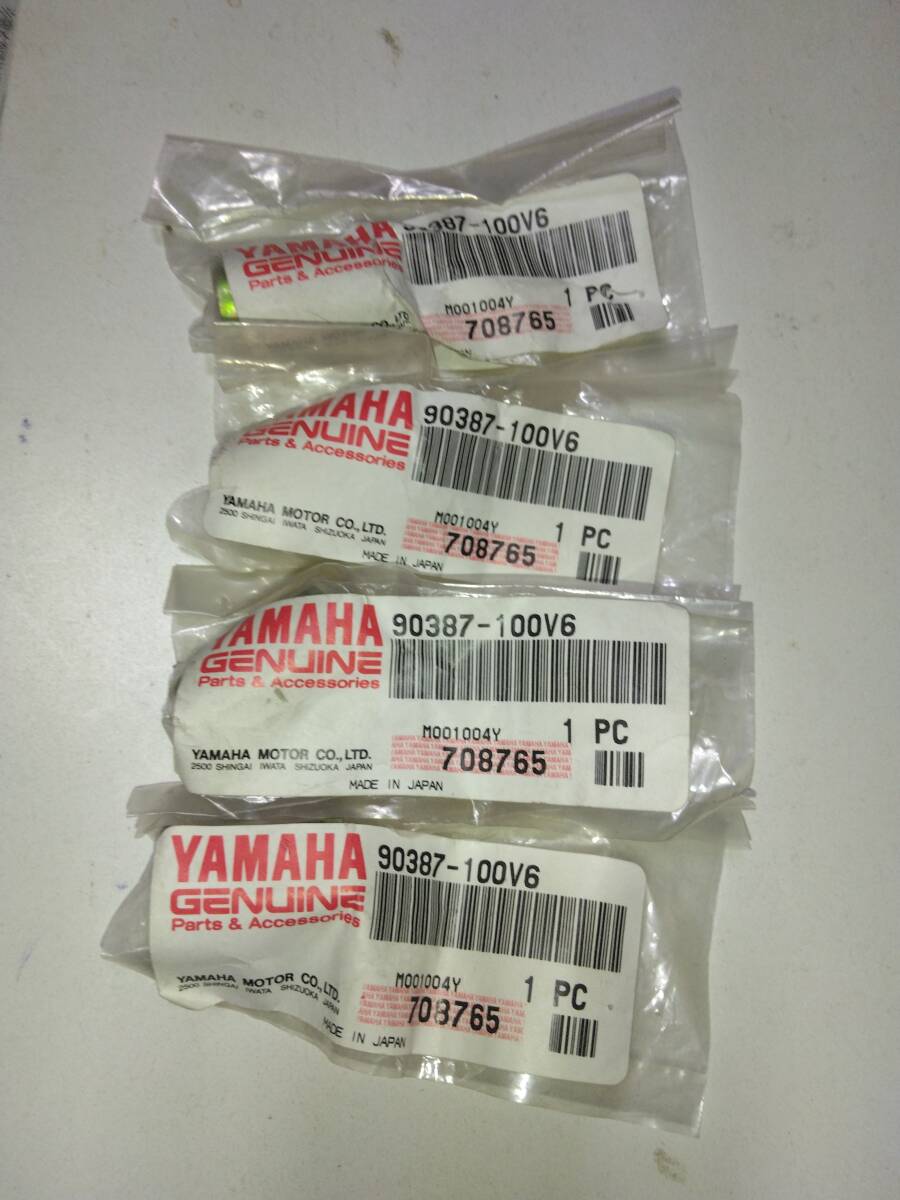 YAMAHA
GENUINE
Parts & Accessories
90387-100V6
M001004Y
1 PC
708765
CO., LTD.
YAMAHA
GENUINE
Parts & Accessories
90387-100V6
YAMAHA MOTOR CO., LTD.
2500 SHINGAI IWATA SHIZUOKA JAPAN
M001004Y
1 PC
708765
MADE IN JAPAN
YAMAHA
GENUINE
Parts & Accessories
90387-100V6
YAMAHA MOTOR CO., LTD.
2500 SHINGAI IWATA SHIZUOKA JAPAN
M001004Y
1 PC
708765
MADE IN JAPAN
YAMAHA
GENUINE
Parts & Accessories
90387-100V6
YAMAHA MOTOR CO., LTD.
2500 SHINGAI IWATA SHIZUOKA JAPAN
M001004Y
1 PC
708765
MADE IN JAPAN